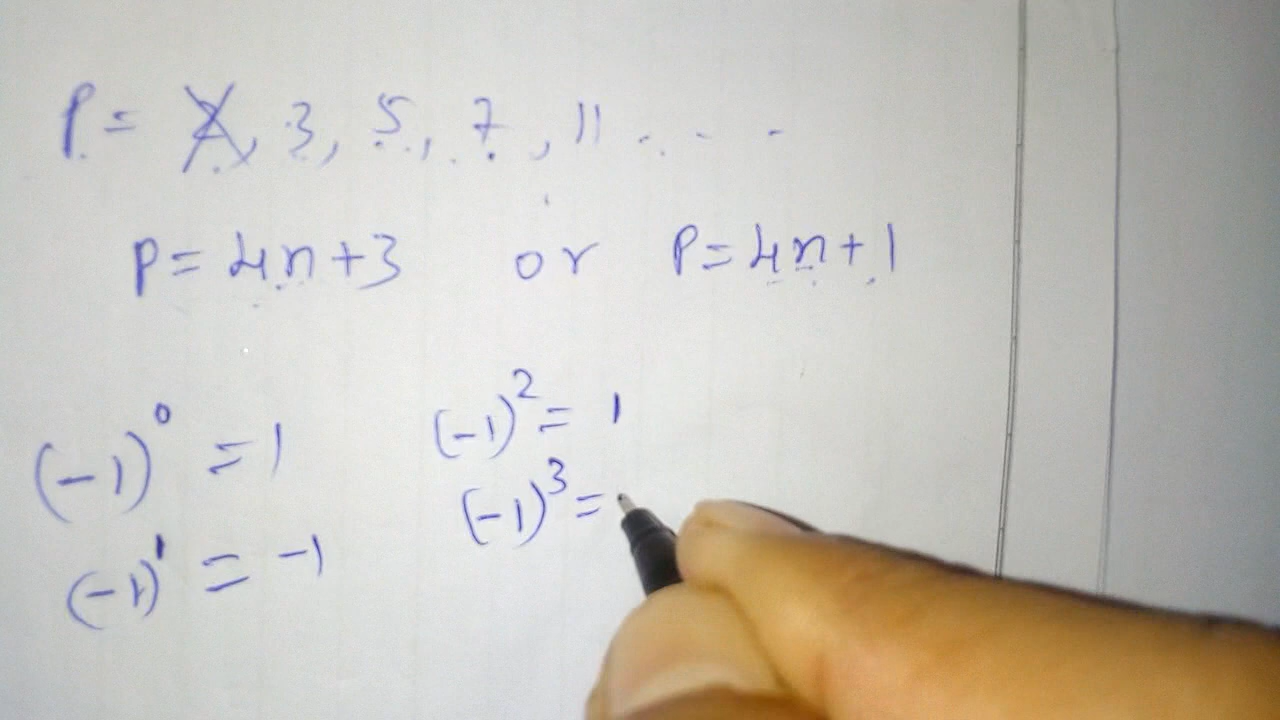 P = 2, 3, 5, 7, 11 . . . -
P = 4n + 3 or P = 4n + 1
(-1)⁰ = 1 (-1)² = 1
(-1)³ =
(-1)¹ = -1